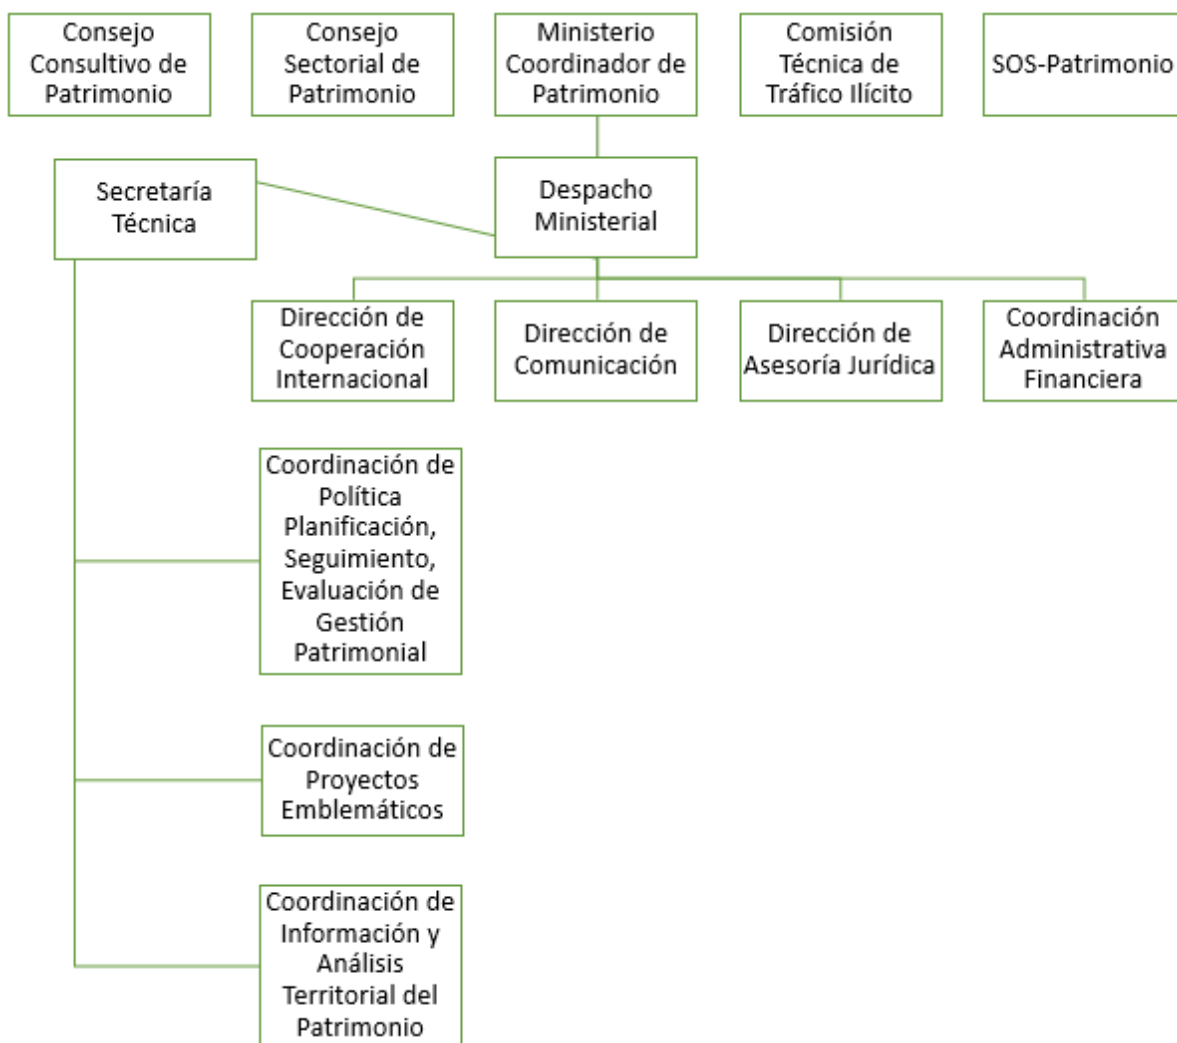 Consejo
Consultivo de
Patrimonio
Consejo
Sectorial de
Patrimonio
Ministerio
Coordinador de
Patrimonio
Comisión
Técnica de
Tráfico Ilícito
SOS-Patrimonio
Secretaría
Técnica
Despacho
Ministerial
Dirección de
Cooperación
Internacional
Dirección de
Comunicación
Dirección de
Asesoría Jurídica
Coordinación
Administrativa
Financiera
Coordinación de
Política
Planificación,
Seguimiento,
Evaluación de
Gestión
Patrimonial
Coordinación de
Proyectos
Emblemáticos
Coordinación de
Información y
Análisis
Territorial del
Patrimonio